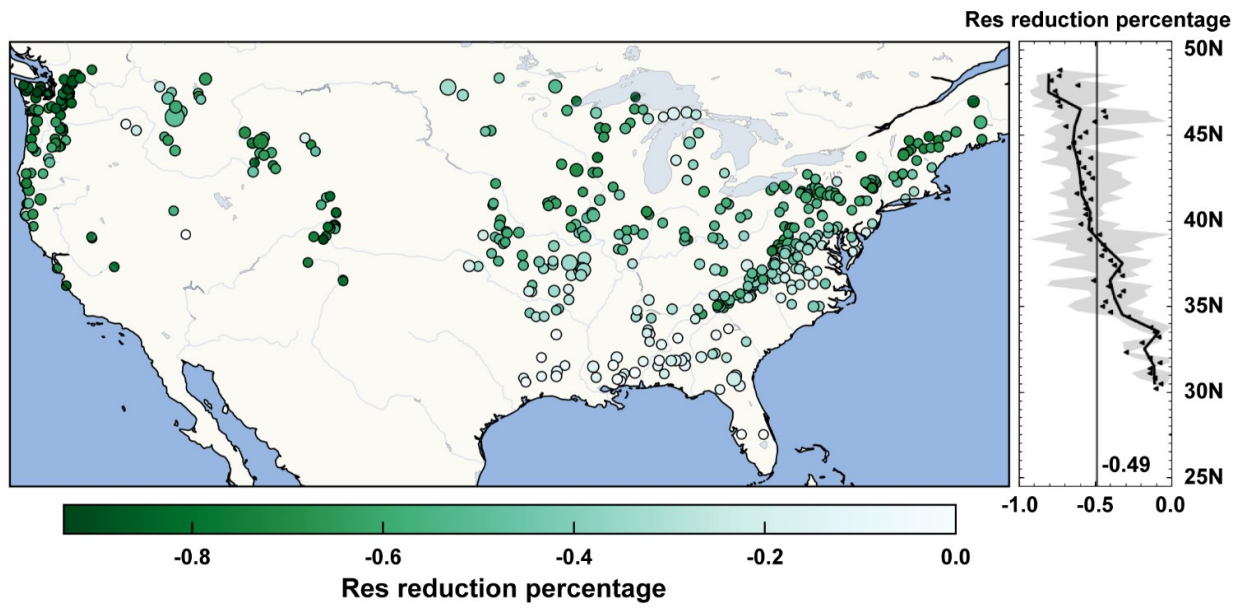 Res reduction percentage
50N
45N
40N
35N
30N
25N
-0.49
-1.0 -0.5 0.0
-0.8 -0.6 -0.4 -0.2 0.0
Res reduction percentage